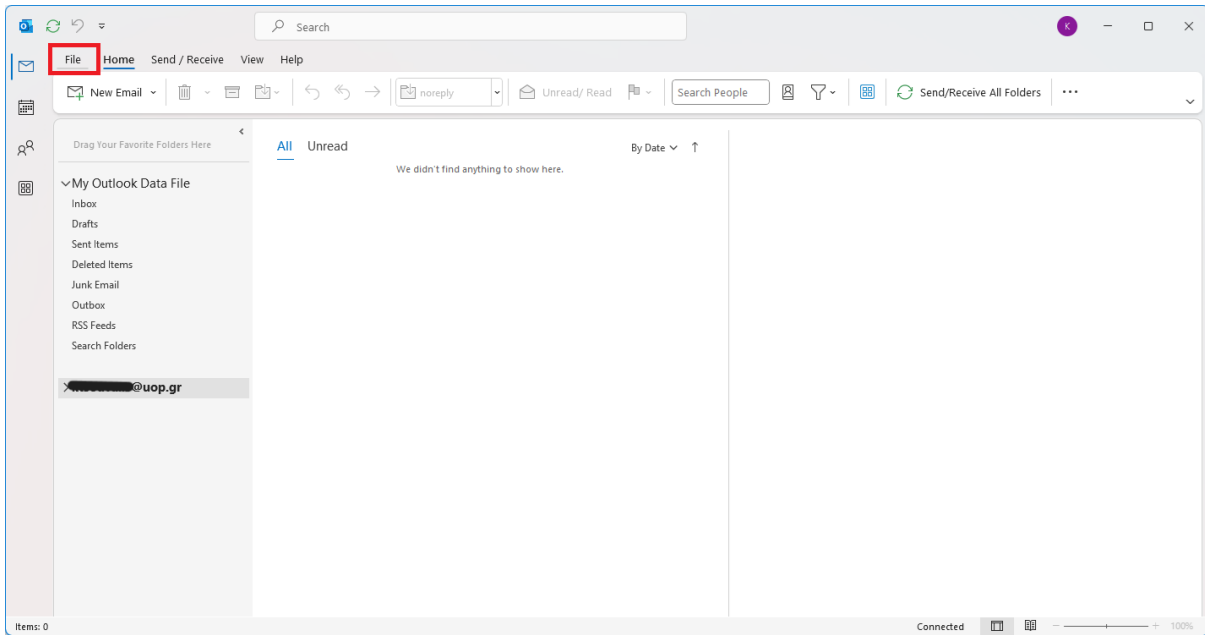 Search
K
File Home Send / Receive View Help
New Email noreply Unread/ Read Search People Send/Receive All Folders ...
Drag Your Favorite Folders Here
All Unread By Date
We didn't find anything to show here.
My Outlook Data File
Inbox
Drafts
Sent Items
Deleted Items
Junk Email
Outbox
RSS Feeds
Search Folders
@uop.gr
Items: 0 Connected 100%